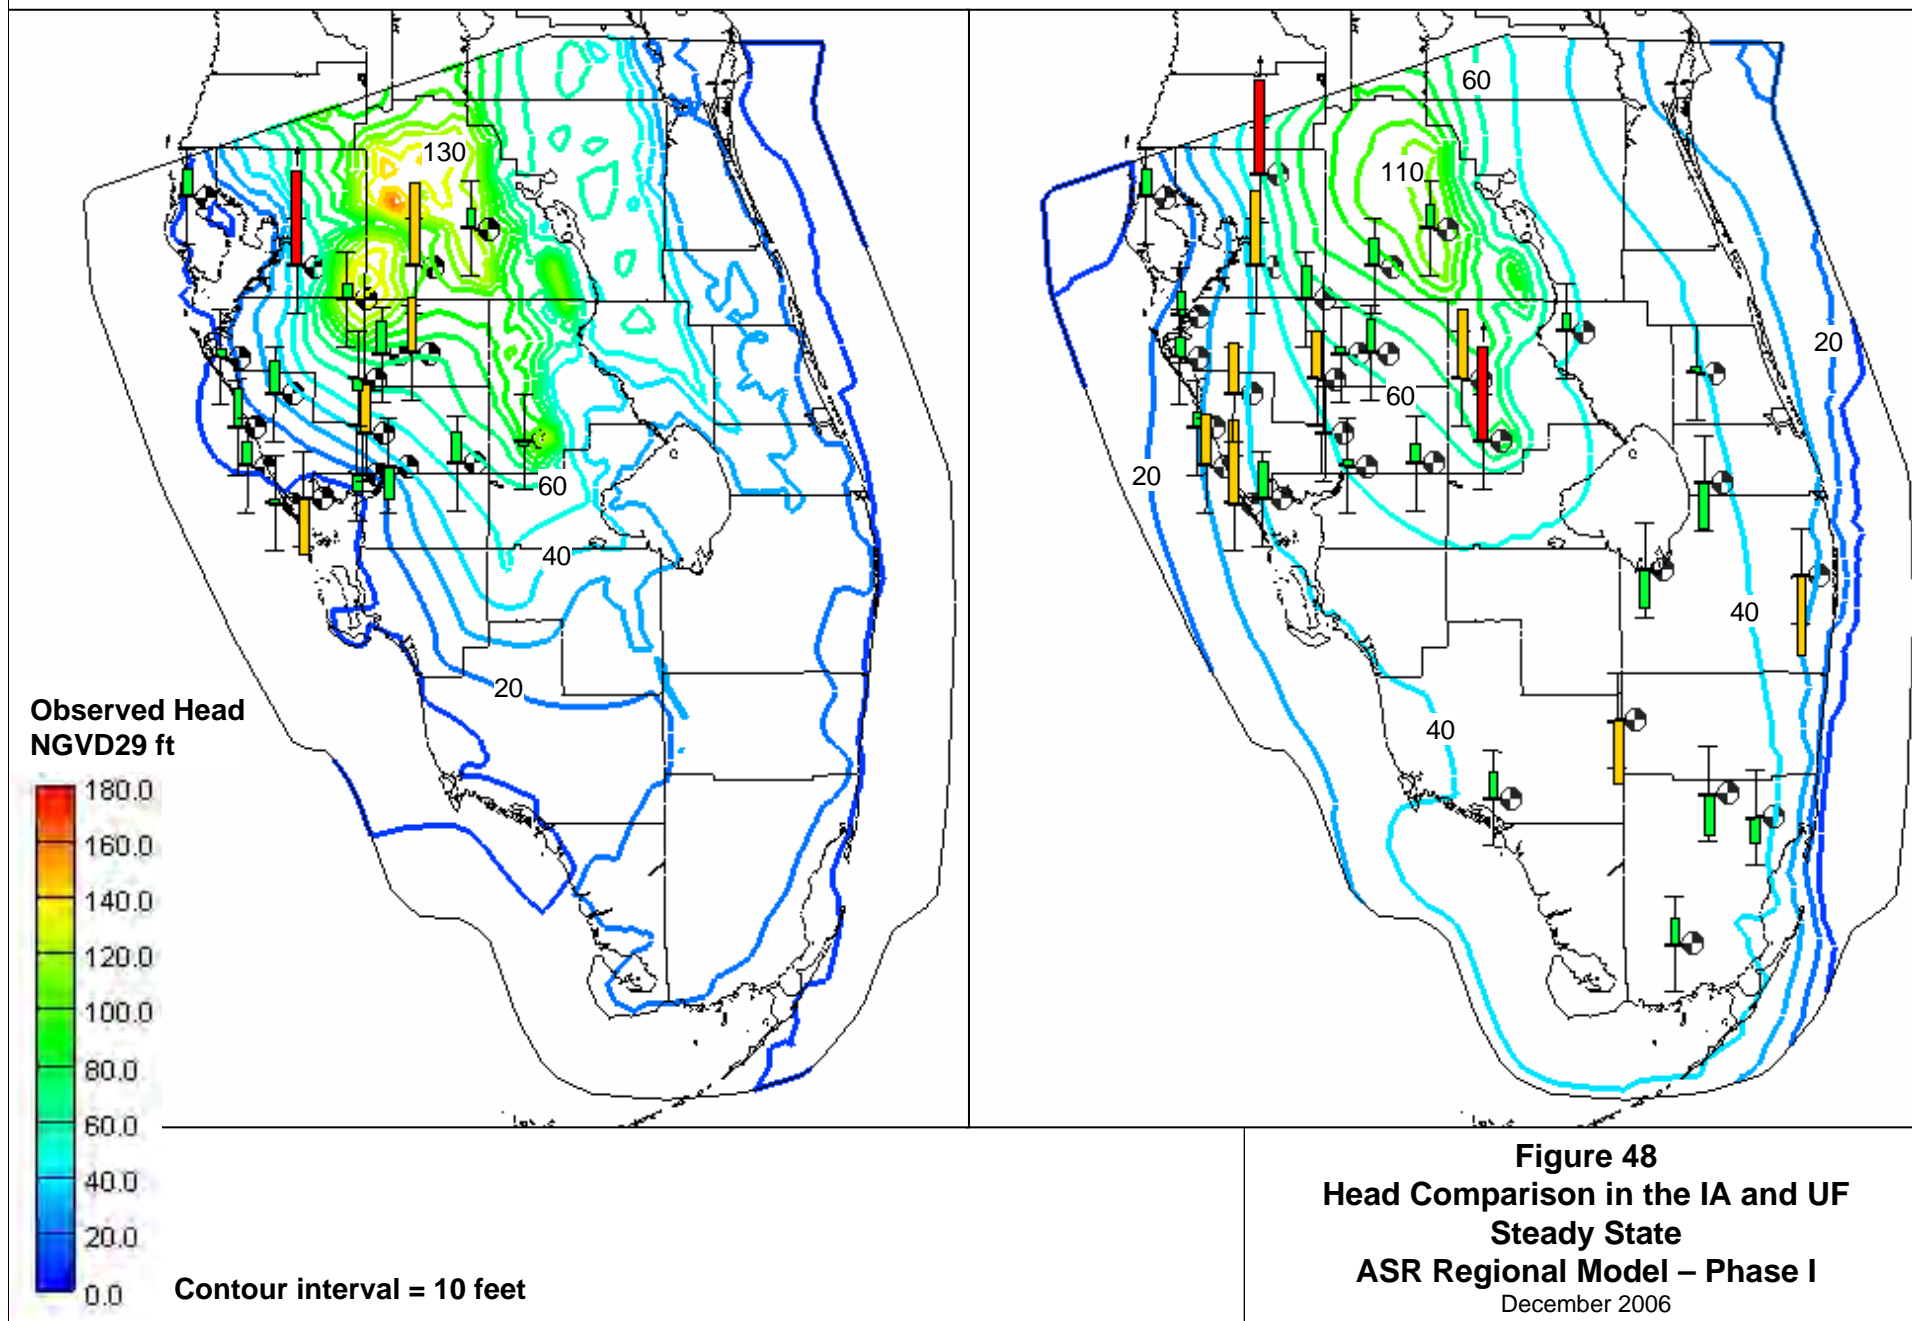 130
60
40
20
60
110
60
20
20
40
40
Observed Head
NGVD29 ft
180.0
160.0
140.0
120.0
100.0
80.0
60.0
40.0
20.0
0.0
Contour interval = 10 feet
Figure 48
Head Comparison in the IA and UF
Steady State
ASR Regional Model – Phase I
December 2006